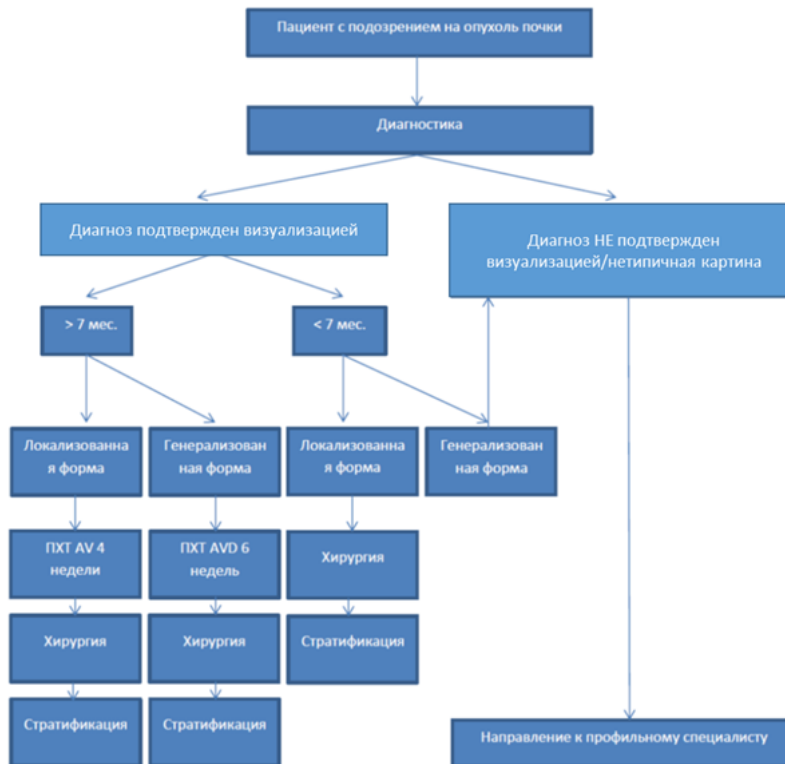 Пациент с подозрением на опухоль почки
Диагностика
Диагноз подтвержден визуализацией
Диагноз НЕ подтвержден
визуализацией/нетипичная картина
> 7 мес.
< 7 мес.
Локализованна
я форма
Генерализован
ная форма
Локализованна
я форма
Генерализован
ная форма
ПХТ AV 4
недели
ПХТ AVD 6
недель
Хирургия
Хирургия
Хирургия
Стратификация
Стратификация
Стратификация
Направление к профильному специалисту